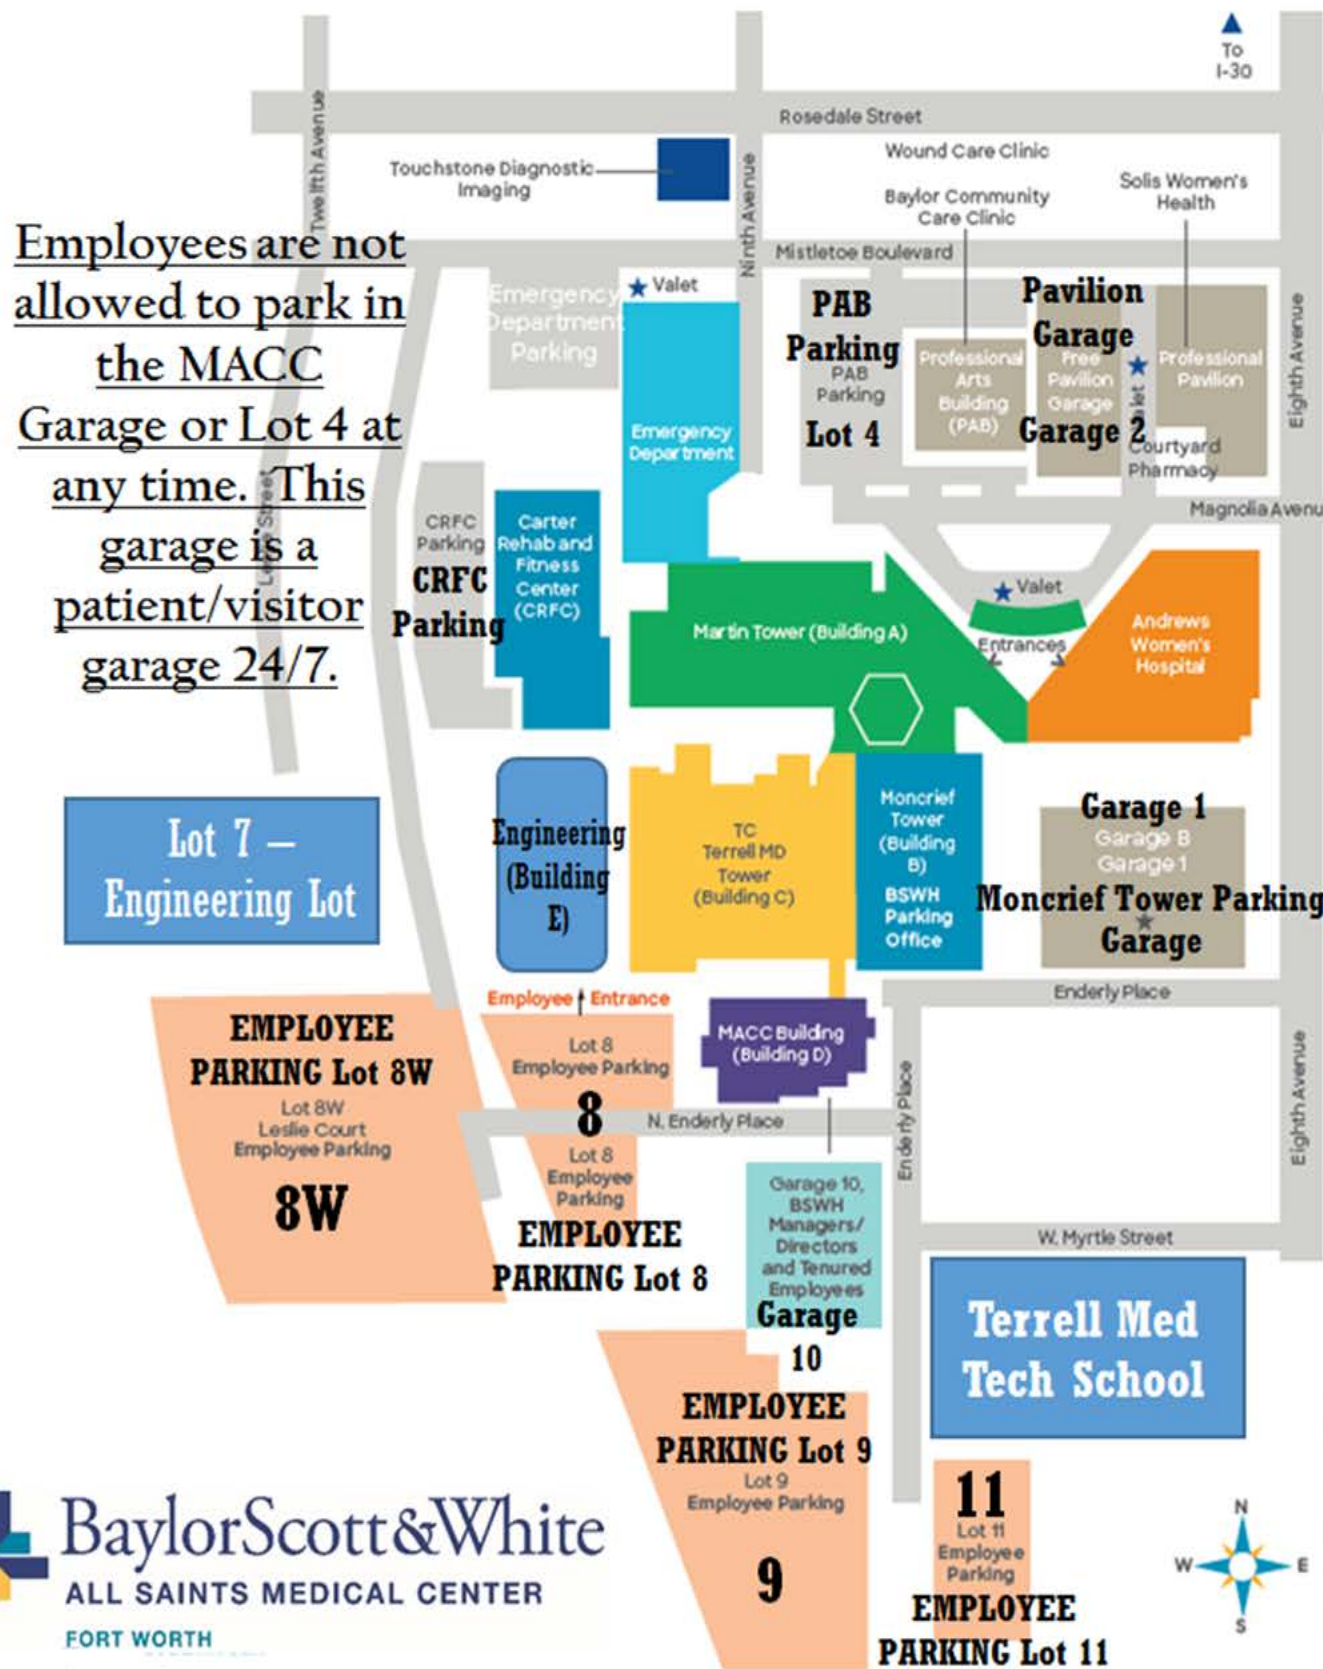 To
I-30
Twelfth Avenue
Rosedale Street
Touchstone Diagnostic
Imaging
Ninth Avenue
Wound Care Clinic
Baylor Community
Care Clinic
Solis Women's
Health
Mistletoe Boulevard
Employees are not
allowed to park in
the MACC
Garage or Lot 4 at
any time. This
garage is a
patient/visitor
garage 24/7.
Emergency
Department
Parking
Valet
PAB
Parking
PAB
Parking
Lot 4
Professional
Arts
Building
(PAB)
Pavilion
Garage
Free
Pavilion
Garage
Garage 2
Valet
Professional
Pavilion
Courtyard
Pharmacy
Eighth Avenue
Magnolia Avenu
Emergency
Department
CRFC
Parking
CRFC
Parking
Carter
Rehab and
Fitness
Center
(CRFC)
Martin Tower (Building A)
Valet
Entrances
Andrews
Women's
Hospital
Lot 7 –
Engineering Lot
Engineering
(Building
E)
TC
Terrell MD
Tower
(Building C)
Moncrief
Tower
(Building
B)
BSWH
Parking
Office
Garage 1
Garage B
Garage 1
Moncrief Tower Parking
Garage
Enderly Place
Employee Entrance
EMPLOYEE
PARKING Lot 8W
Lot 8W
Leslie Court
Employee Parking
8W
Lot 8
Employee Parking
8
Lot 8
Employee
Parking
EMPLOYEE
PARKING Lot 8
MACC Building
(Building D)
N. Enderly Place
Enderly Place
Eighth Avenue
Garage 10,
BSWH
Managers/
Directors
and Tenured
Employees
Garage
10
W. Myrtle Street
Terrell Med
Tech School
EMPLOYEE
PARKING Lot 9
Lot 9
Employee Parking
9
11
Lot 11
Employee
Parking
EMPLOYEE
PARKING Lot 11
N
W E
S
BaylorScott&White
ALL SAINTS MEDICAL CENTER
FORT WORTH